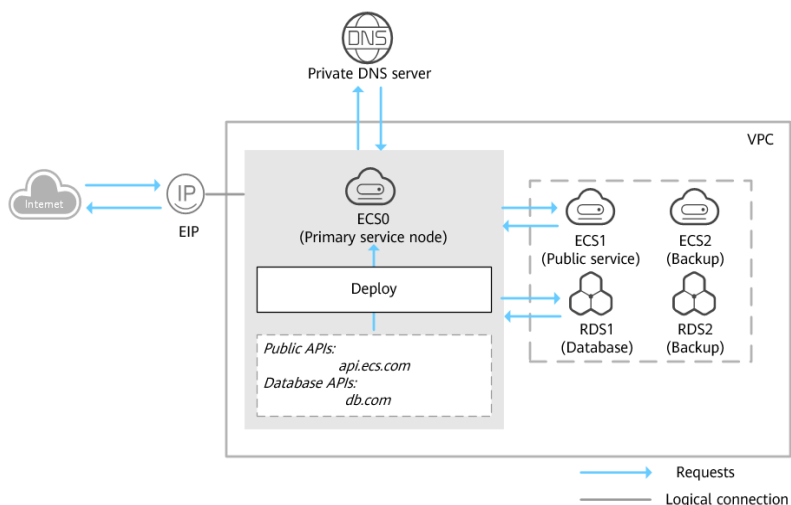 DNS
Private DNS server
VPC
Internet
IP
EIP
ECS0
(Primary service node)
ECS1
(Public service)
ECS2
(Backup)
Deploy
RDS1
(Database)
RDS2
(Backup)
Public APIs:
api.ecs.com
Database APIs:
db.com
Requests
Logical connection